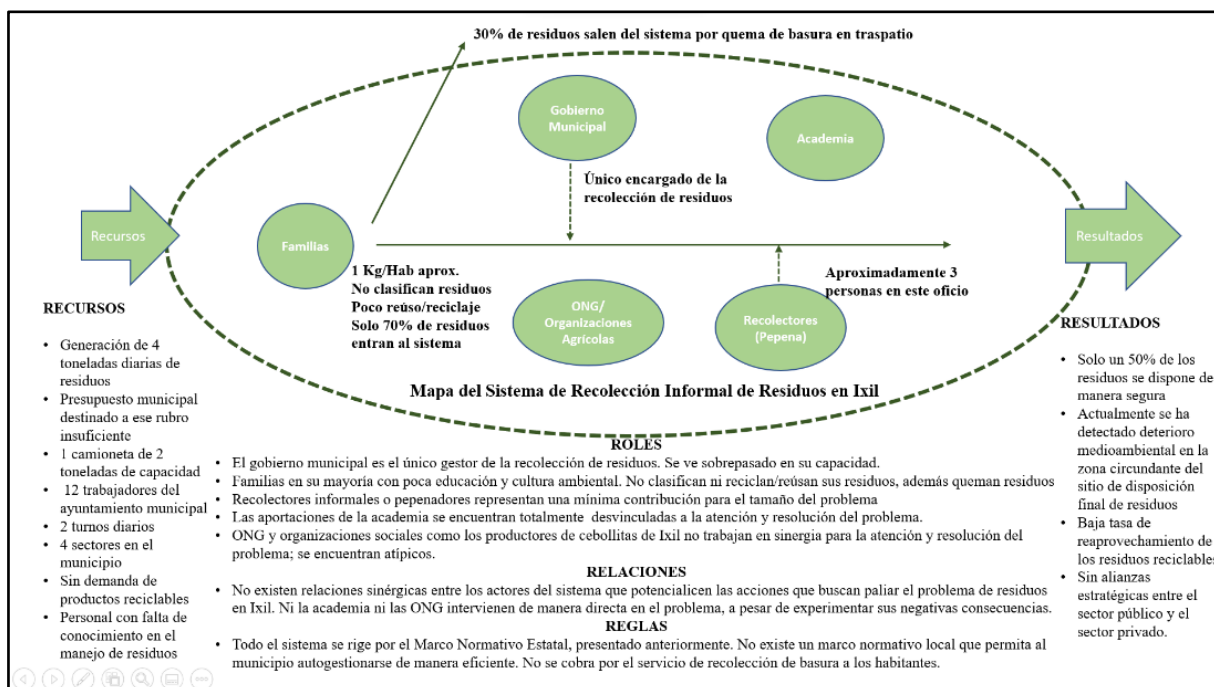 30% de residuos salen del sistema por quema de basura en traspatio
Gobierno
Municipal
Academia
Único encargado de la
recolección de residuos
Recursos
Familias
Resultados
1 Kg/Hab aprox.
No clasifican residuos
Poco reúso/reciclaje
Solo 70% de residuos
entran al sistema
ONG/
Organizaciones
Agrícolas
Aproximadamente 3
personas en este oficio
Recolectores
(Pepena)
Mapa del Sistema de Recolección Informal de Residuos en Ixil
RECURSOS
• Generación de 4
toneladas diarias de
residuos
• Presupuesto municipal
destinado a ese rubro
insuficiente
• 1 camioneta de 2
toneladas de capacidad
• 12 trabajadores del
ayuntamiento municipal
• 2 turnos diarios
• 4 sectores en el
municipio
• Sin demanda de
productos reciclables
• Personal con falta de
conocimiento en el
manejo de residuos
ROLES
• El gobierno municipal es el único gestor de la recolección de residuos. Se ve sobrepasado en su capacidad.
• Familias en su mayoría con poca educación y cultura ambiental. No clasifican ni reciclan/reúsan sus residuos, además queman residuos
• Recolectores informales o pepenadores representan una mínima contribución para el tamaño del problema
• Las aportaciones de la academia se encuentran totalmente desvinculadas a la atención y resolución del problema.
• ONG y organizaciones sociales como los productores de cebollitas de Ixil no trabajan en sinergia para la atención y resolución del
problema; se encuentran atípicos.
RELACIONES
• No existen relaciones sinérgicas entre los actores del sistema que potencialicen las acciones que buscan paliar el problema de residuos
en Ixil. Ni la academia ni las ONG intervienen de manera directa en el problema, a pesar de experimentar sus negativas consecuencias.
REGLAS
• Todo el sistema se rige por el Marco Normativo Estatal, presentado anteriormente. No existe un marco normativo local que permita al
municipio autogestionarse de manera eficiente. No se cobra por el servicio de recolección de basura a los habitantes.
RESULTADOS
• Solo un 50% de los
residuos se dispone de
manera segura
• Actualmente se ha
detectado deterioro
medioambiental en la
zona circundante del
sitio de disposición
final de residuos
• Baja tasa de
reaprovechamiento de
los residuos reciclables
• Sin alianzas
estratégicas entre el
sector público y el
sector privado.